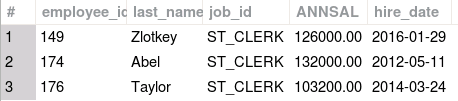 # employee_id last_name job_id ANNSAL hire_date
1 149 Zlotkey ST_CLERK 126000.00 2016-01-29
2 174 Abel ST_CLERK 132000.00 2012-05-11
3 176 Taylor ST_CLERK 103200.00 2014-03-24